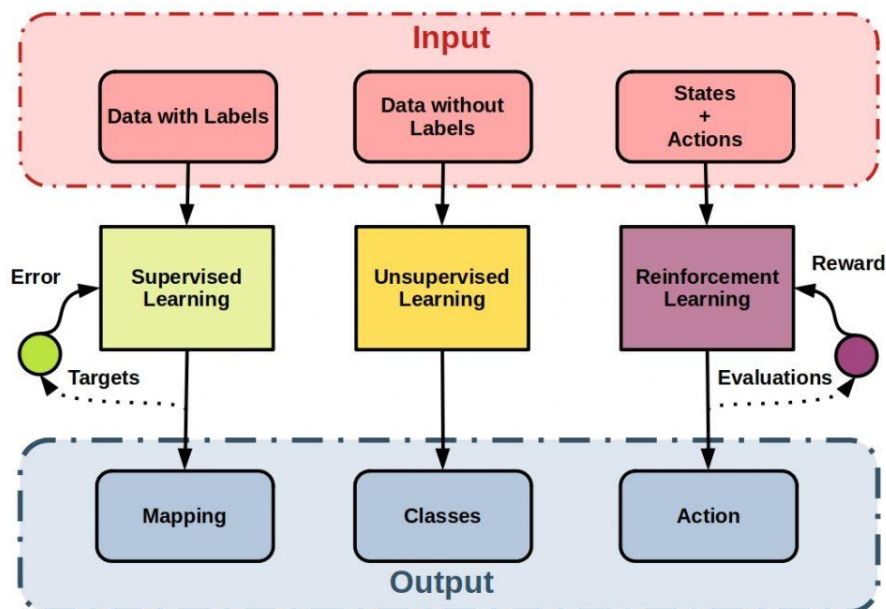 Input
Data with Labels
Data without
Labels
States
+
Actions
Error
Supervised
Learning
Unsupervised
Learning
Reinforcement
Learning
Reward
Targets
Evaluations
Mapping
Classes
Action
Output